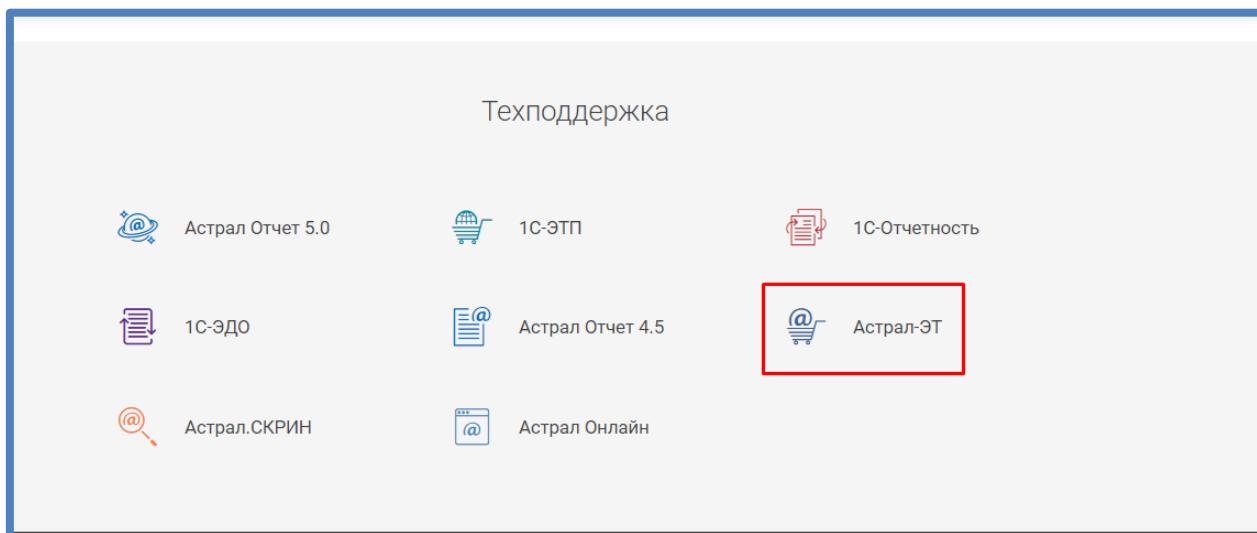 Техподдержка
Астрал Отчет 5.0
1С-ЭТП
1С-Отчетность
1С-ЭДО
Астрал Отчет 4.5
Астрал-ЭТ
Астрал.СКРИН
Астрал Онлайн